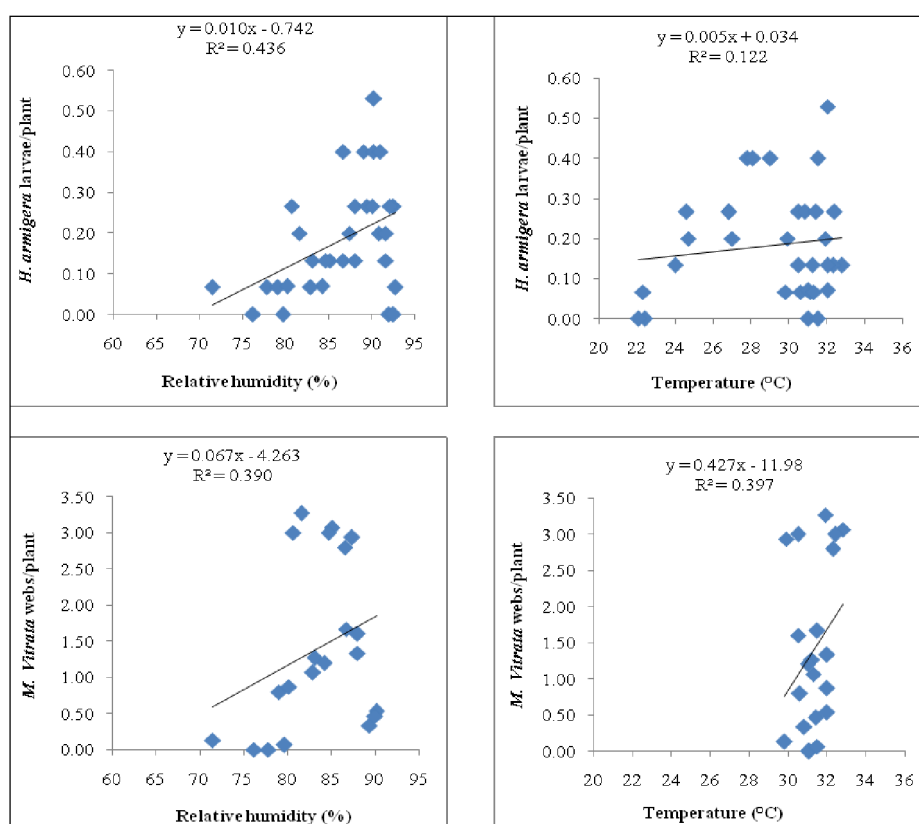 y = 0.010x - 0.742
R² = 0.436
H. armigera larvae/plant
0.60
0.50
0.40
0.30
0.20
0.10
0.00
60 65 70 75 80 85 90 95
Relative humidity (%)
y = 0.005x + 0.034
R² = 0.122
H. armigera larvae/plant
0.60
0.50
0.40
0.30
0.20
0.10
0.00
20 22 24 26 28 30 32 34 36
Temperature (°C)
y = 0.067x - 4.263
R² = 0.390
M. Vitrata webs/plant
3.50
3.00
2.50
2.00
1.50
1.00
0.50
0.00
60 65 70 75 80 85 90 95
Relative humidity (%)
y = 0.427x - 11.98
R² = 0.397
M. Vitrata webs/plant
3.50
3.00
2.50
2.00
1.50
1.00
0.50
0.00
20 22 24 26 28 30 32 34 36
Temperature (°C)